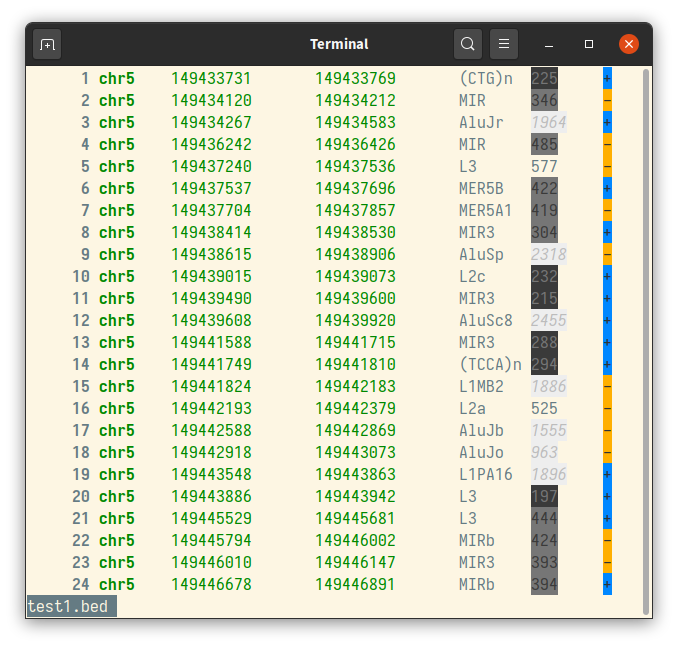 Terminal
1 chr5 149433731 149433769 (CTG)n 225 +
2 chr5 149434120 149434212 MIR 346 -
3 chr5 149434267 149434583 AluJr 1964 +
4 chr5 149436242 149436426 MIR 485 -
5 chr5 149437240 149437536 L3 577 -
6 chr5 149437537 149437696 MER5B 422 +
7 chr5 149437704 149437857 MER5A1 419 -
8 chr5 149438414 149438530 MIR3 304 +
9 chr5 149438615 149438906 AluSp 2318 -
10 chr5 149439015 149439073 L2c 232 +
11 chr5 149439490 149439600 MIR3 215 +
12 chr5 149439608 149439920 AluSc8 2455 +
13 chr5 149441588 149441715 MIR3 288 +
14 chr5 149441749 149441810 (TCCA)n 294 +
15 chr5 149441824 149442183 L1MB2 1886 -
16 chr5 149442193 149442379 L2a 525 -
17 chr5 149442588 149442869 AluJb 1555 -
18 chr5 149442918 149443073 AluJo 963 -
19 chr5 149443548 149443863 L1PA16 1896 +
20 chr5 149443886 149443942 L3 197 +
21 chr5 149445529 149445681 L3 444 +
22 chr5 149445794 149446002 MIRb 424 -
23 chr5 149446010 149446147 MIR3 393 -
24 chr5 149446678 149446891 MIRb 394 +
test1.bed